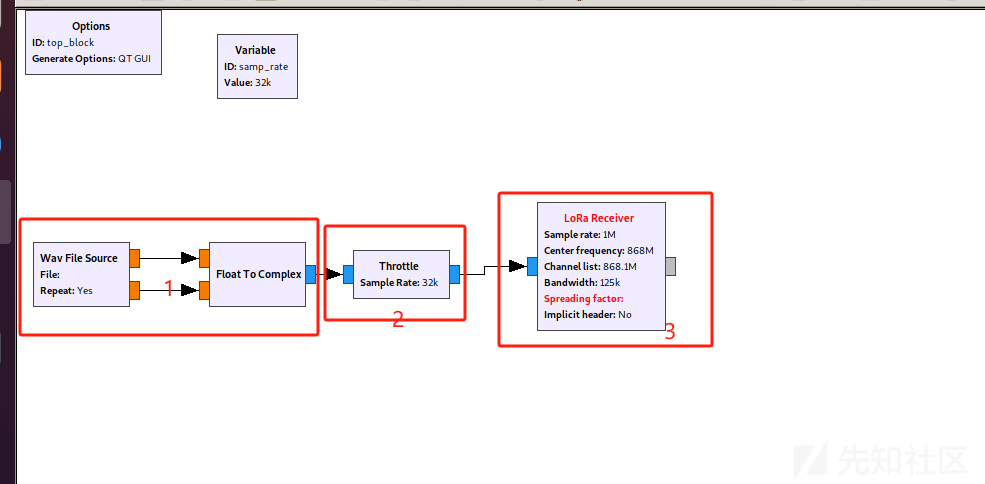 Options
ID: top_block
Generate Options: QT GUI
Variable
ID: samp_rate
Value: 32k
Wav File Source
File:
Repeat: Yes
1
Float To Complex
Throttle
Sample Rate: 32k
2
LoRa Receiver
Sample rate: 1M
Center frequency: 868M
Channel list: 868.1M
Bandwidth: 125k
Spreading factor:
Implicit header: No
3
先知社区